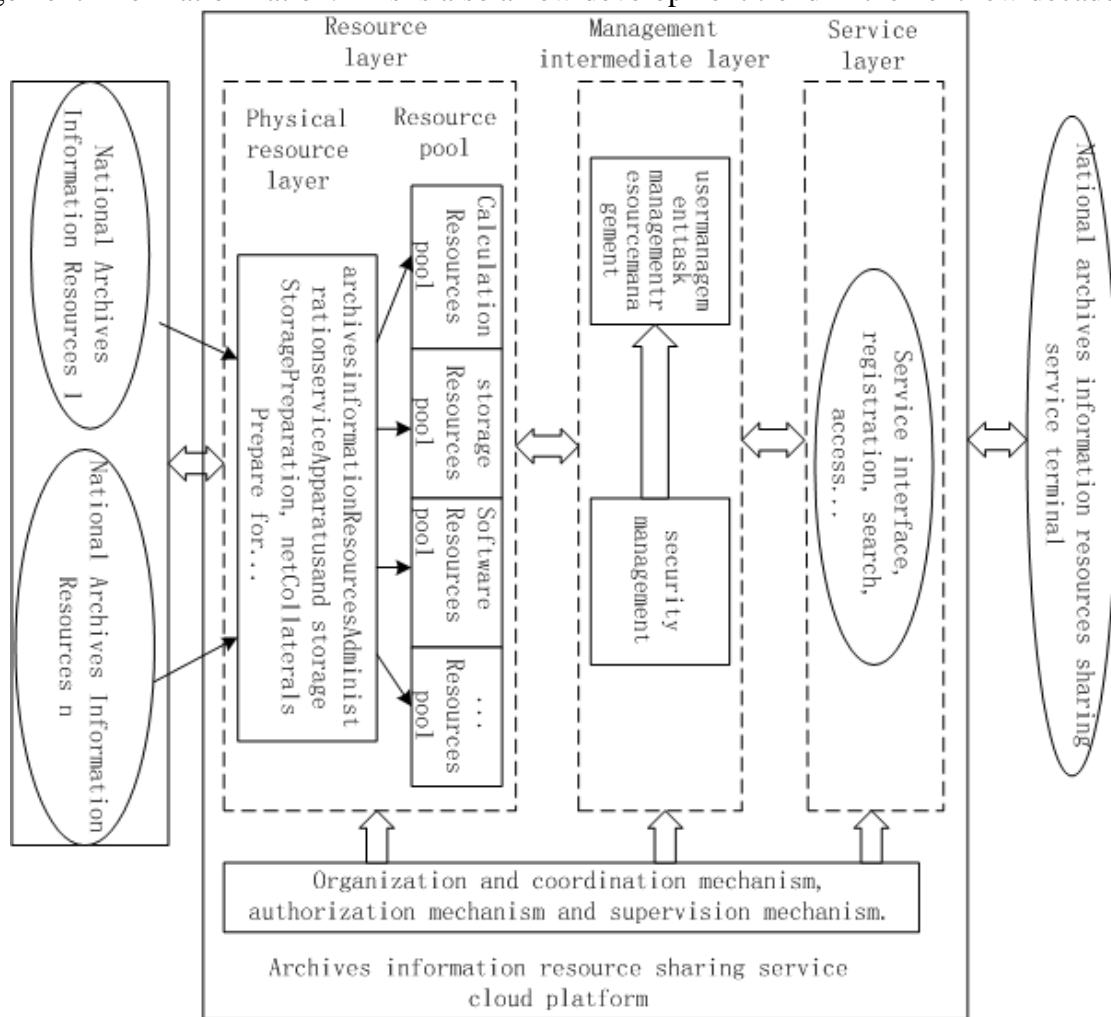 Resource
layer
Management
intermediate layer
Service
layer
National Archives
Information Resources 1
National Archives Information
Resources n
Physical
resource
layer
Resource
pool
archivesinformationResourcesAdminist
rationserviceApparatusand storage
StoragePreparation, netCollaterals
Prepare for...
Calculation
Resources
pool
storage
Resources
pool
Software
Resources
pool
...
Resources
pool
usermanagem
enttask
managementr
esourcemana
gement
security
management
Service interface,
registration, search,
access...
National archives information resources sharing
service terminal
Organization and coordination mechanism,
authorization mechanism and supervision mechanism.
Archives information resource sharing service
cloud platform